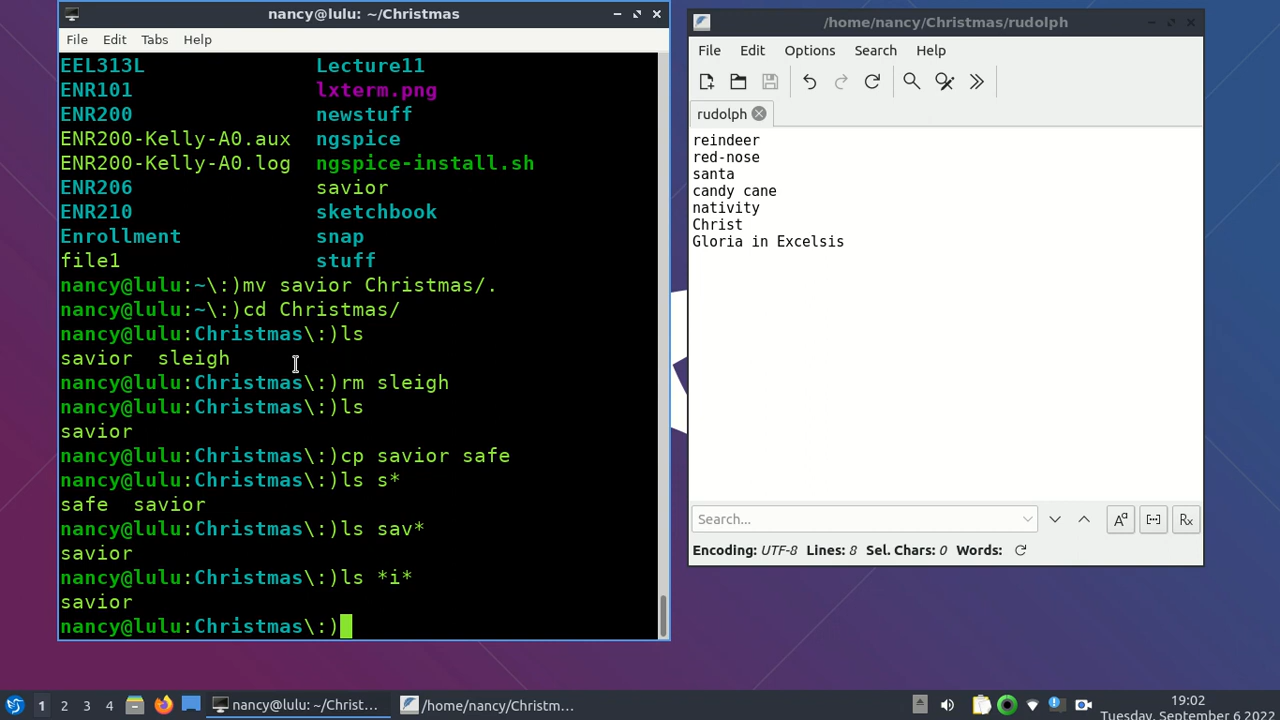 nancy@lulu: ~/Christmas
File Edit Tabs Help
EEL313L Lecture11
ENR101 lxterm.png
ENR200 newstuff
ENR200-Kelly-A0.aux ngspice
ENR200-Kelly-A0.log ngspice-install.sh
ENR206 savior
ENR210 sketchbook
Enrollment snap
file1 stuff
nancy@lulu:~\:)mv savior Christmas/.
nancy@lulu:~\:)cd Christmas/
nancy@lulu:Christmas\:)ls
savior sleigh
nancy@lulu:Christmas\:)rm sleigh
nancy@lulu:Christmas\:)ls
savior
nancy@lulu:Christmas\:)cp savior safe
nancy@lulu:Christmas\:)ls s*
safe savior
nancy@lulu:Christmas\:)ls sav*
savior
nancy@lulu:Christmas\:)ls *i*
savior
nancy@lulu:Christmas\:)
/home/nancy/Christmas/rudolph
File Edit Options Search Help
rudolph
reindeer
red-nose
santa
candy cane
nativity
Christ
Gloria in Excelsis
Search...
Encoding: UTF-8 Lines: 8 Sel. Chars: 0 Words:
1 2 3 4 nancy@lulu: ~/Christ... /home/nancy/Christm...
19:02
Tuesday, September 6 2022